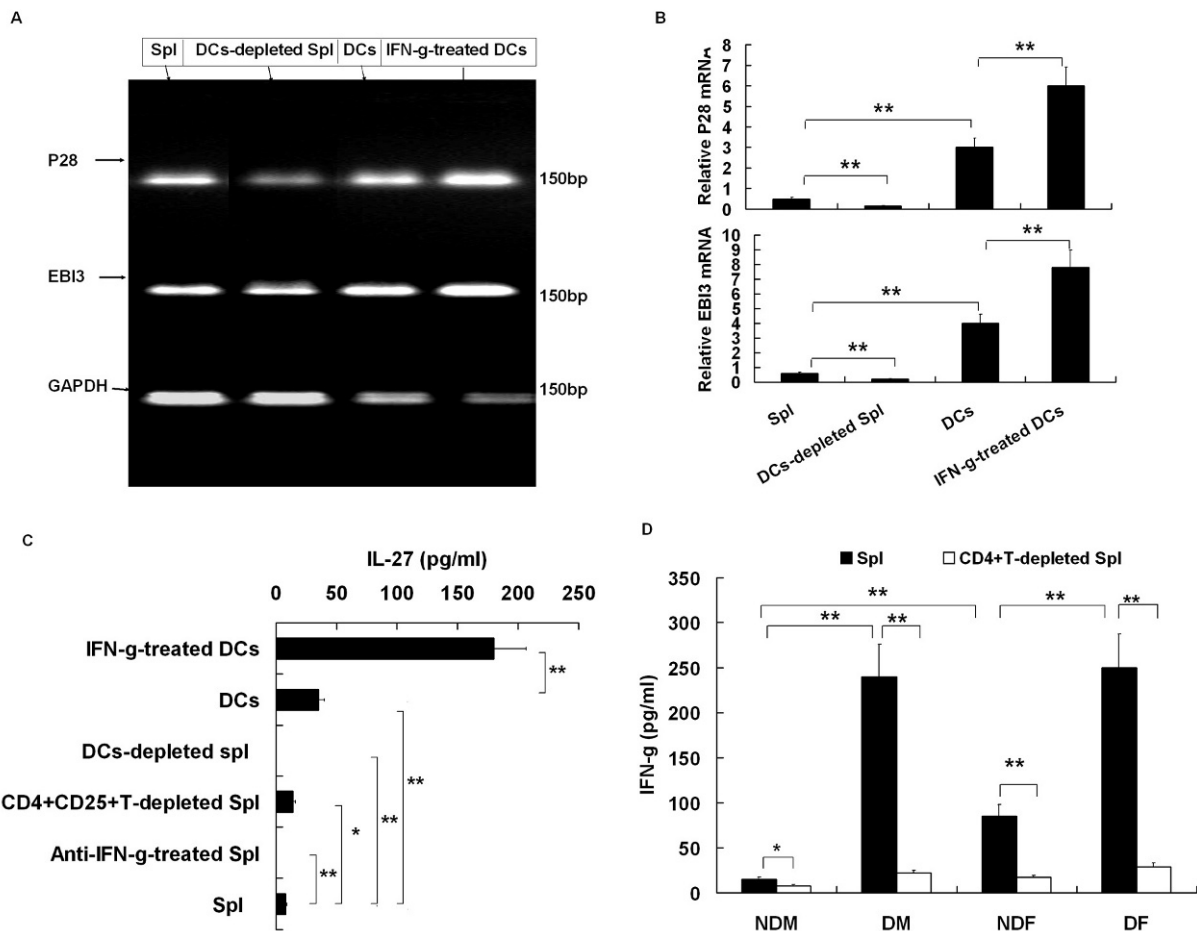 A
Spl DCs-depleted Spl DCs IFN-g-treated DCs
P28
150bp
EBI3
150bp
GAPDH
150bp
B
Relative P28 mRNA
7
6
5
4
3
2
1
0
**
**
**
Relative EBI3 mRNA
10
9
8
7
6
5
4
3
2
1
0
**
**
**
Spl
DCs-depleted Spl
DCs
IFN-g-treated DCs
C
IL-27 (pg/ml)
0 50 100 150 200 250
IFN-g-treated DCs
DCs
DCs-depleted spl
CD4+CD25+T-depleted Spl
Anti-IFN-g-treated Spl
Spl
**
**
**
*
**
D
Spl CD4+T-depleted Spl
IFN-g (pg/ml)
350
300
250
200
150
100
50
0
**
**
**
**
**
**
*
NDM DM NDF DF